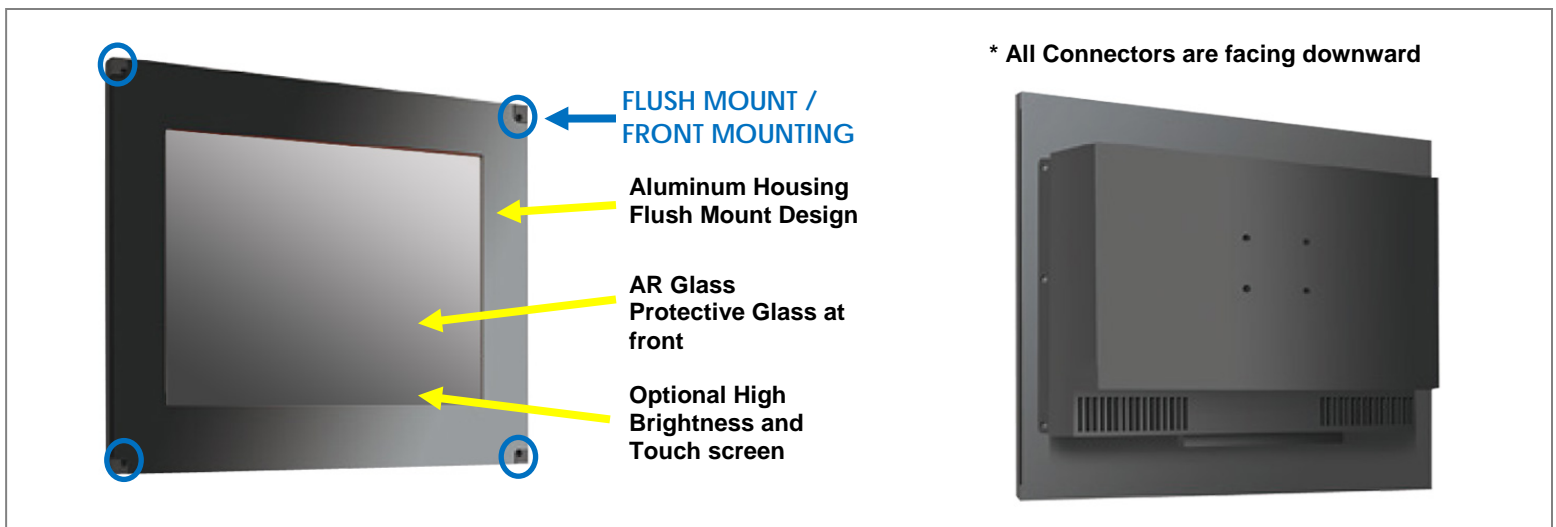 * All Connectors are facing downward
FLUSH MOUNT /
FRONT MOUNTING
Aluminum Housing
Flush Mount Design
AR Glass
Protective Glass at
front
Optional High
Brightness and
Touch screen